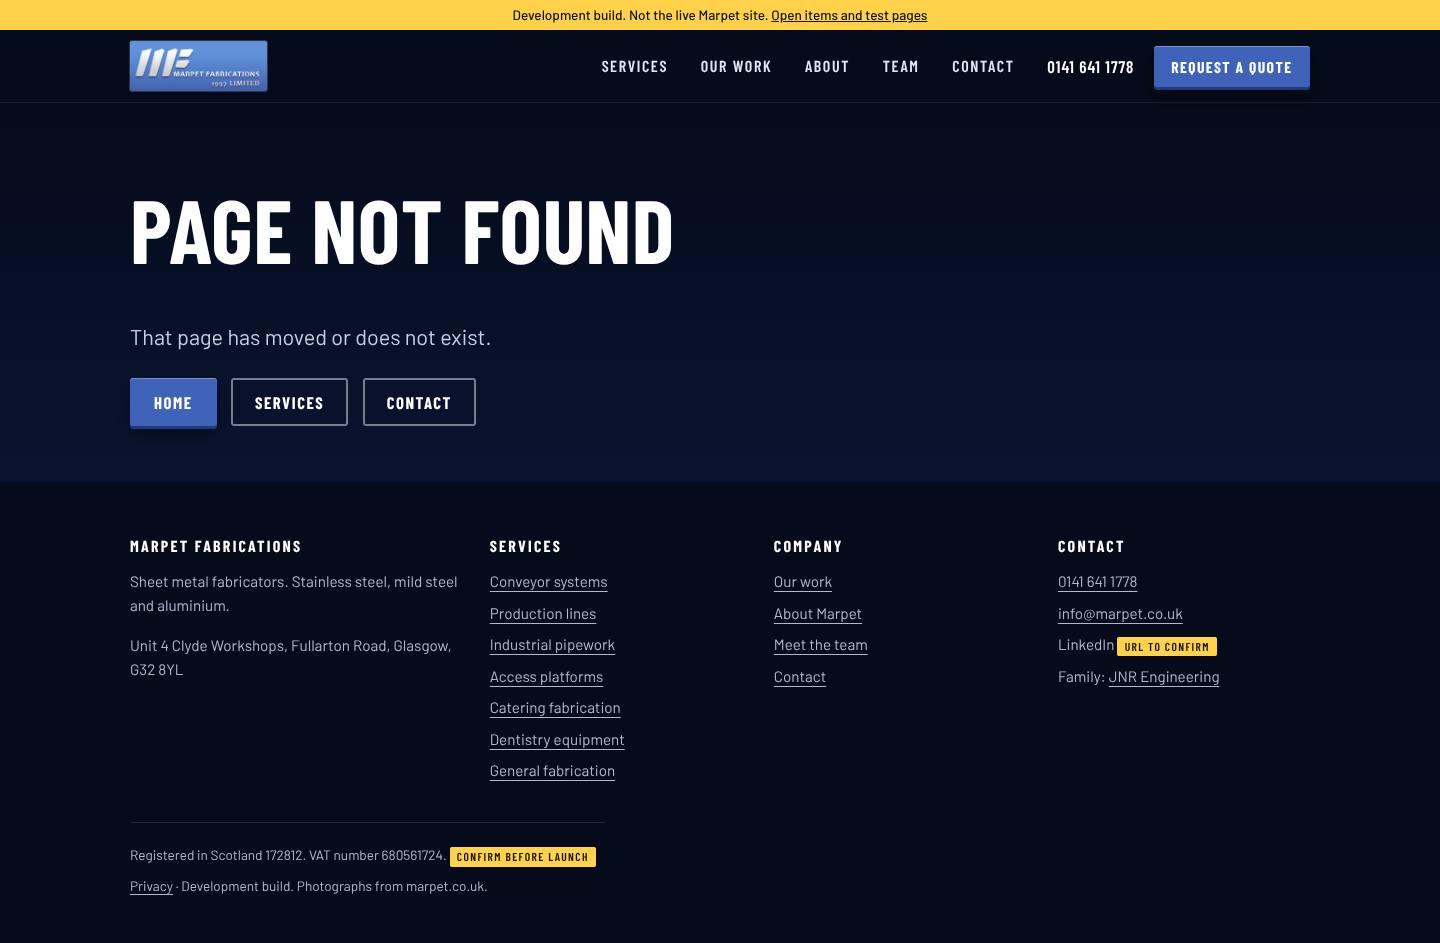 Development build. Not the live Marpet site. Open items and test pages
MF
MARPET FABRICATIONS
1997 LIMITED
SERVICES
OUR WORK
ABOUT
TEAM
CONTACT
0141 641 1778
REQUEST A QUOTE
PAGE NOT FOUND
That page has moved or does not exist.
HOME
SERVICES
CONTACT
MARPET FABRICATIONS
Sheet metal fabricators. Stainless steel, mild steel
and aluminium.
Unit 4 Clyde Workshops, Fullarton Road, Glasgow,
G32 8YL
SERVICES
Conveyor systems
Production lines
Industrial pipework
Access platforms
Catering fabrication
Dentistry equipment
General fabrication
COMPANY
Our work
About Marpet
Meet the team
Contact
CONTACT
0141 641 1778
info@marpet.co.uk
LinkedIn URL TO CONFIRM
Family: JNR Engineering
Registered in Scotland 172812. VAT number 680561724. CONFIRM BEFORE LAUNCH
Privacy · Development build. Photographs from marpet.co.uk.